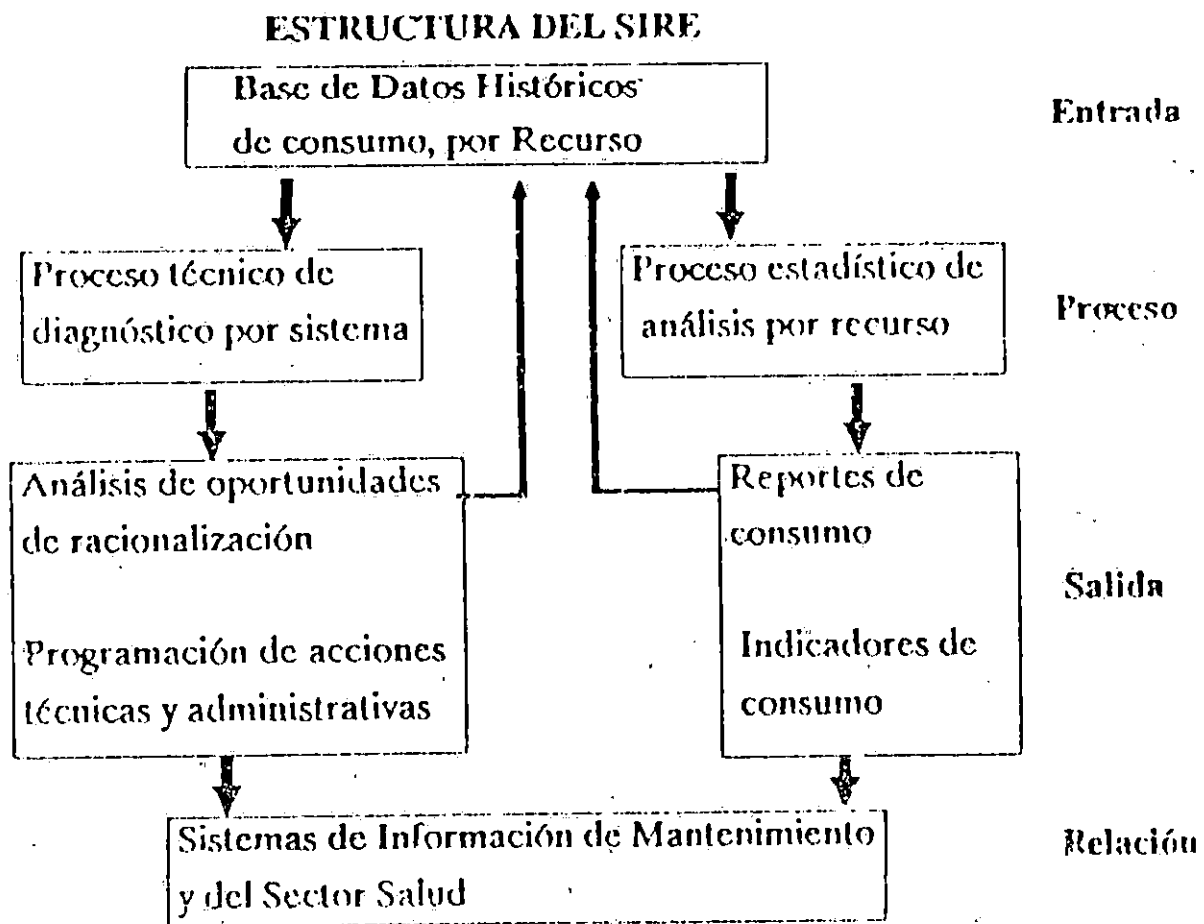 ESTRUCTURA DEL SIRE
Base de Datos Históricos
de consumo, por Recurso
Entrada
Proceso técnico de
diagnóstico por sistema
Proceso estadístico de
análisis por recurso
Proceso
Análisis de oportunidades
de racionalización
Programación de acciones
técnicas y administrativas
Reportes de
consumo
Indicadores de
consumo
Salida
Sistemas de Información de Mantenimiento
y del Sector Salud
Relación